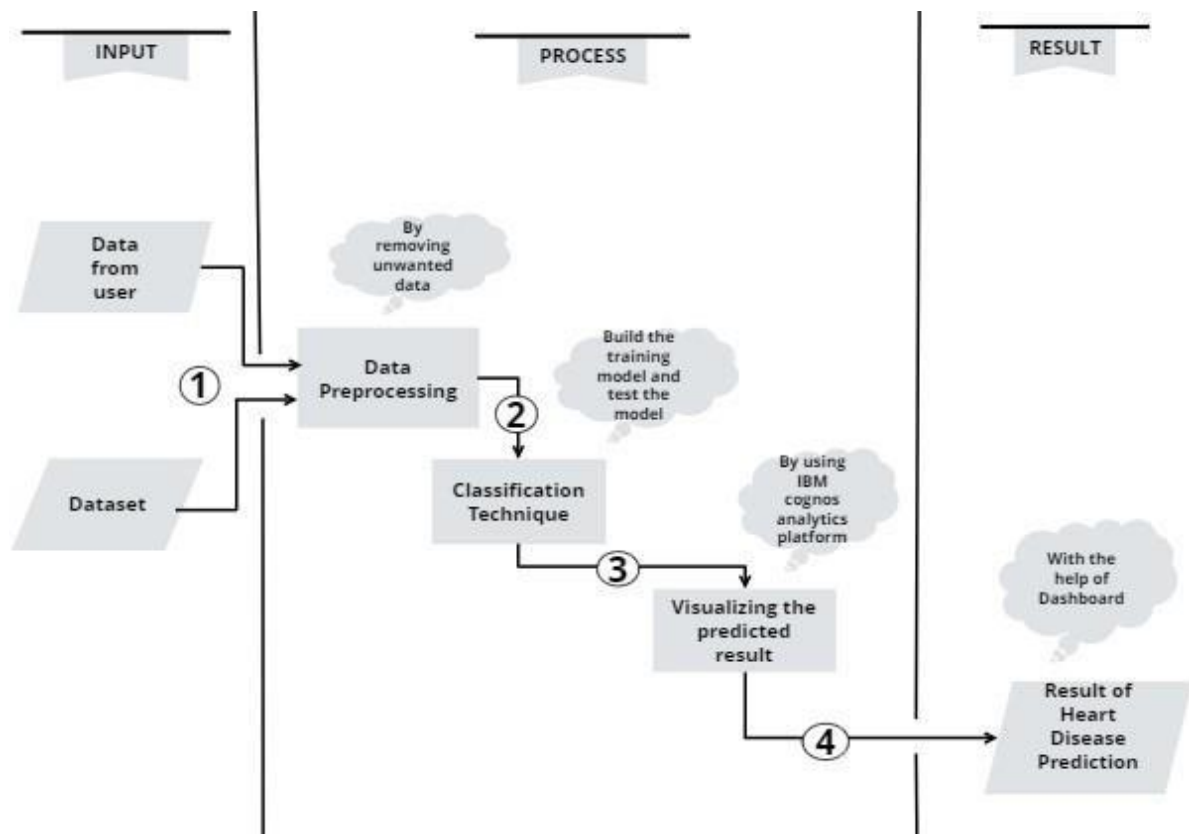 INPUT
PROCESS
RESULT
Data
from
user
By
removing
unwanted
data
Data
Preprocessing
1
Dataset
2
Build the
training
model and
test the
model
Classification
Technique
3
By using
IBM
cognos
analytics
platform
Visualizing the
predicted
result
4
With the
help of
Dashboard
Result of
Heart
Disease
Prediction